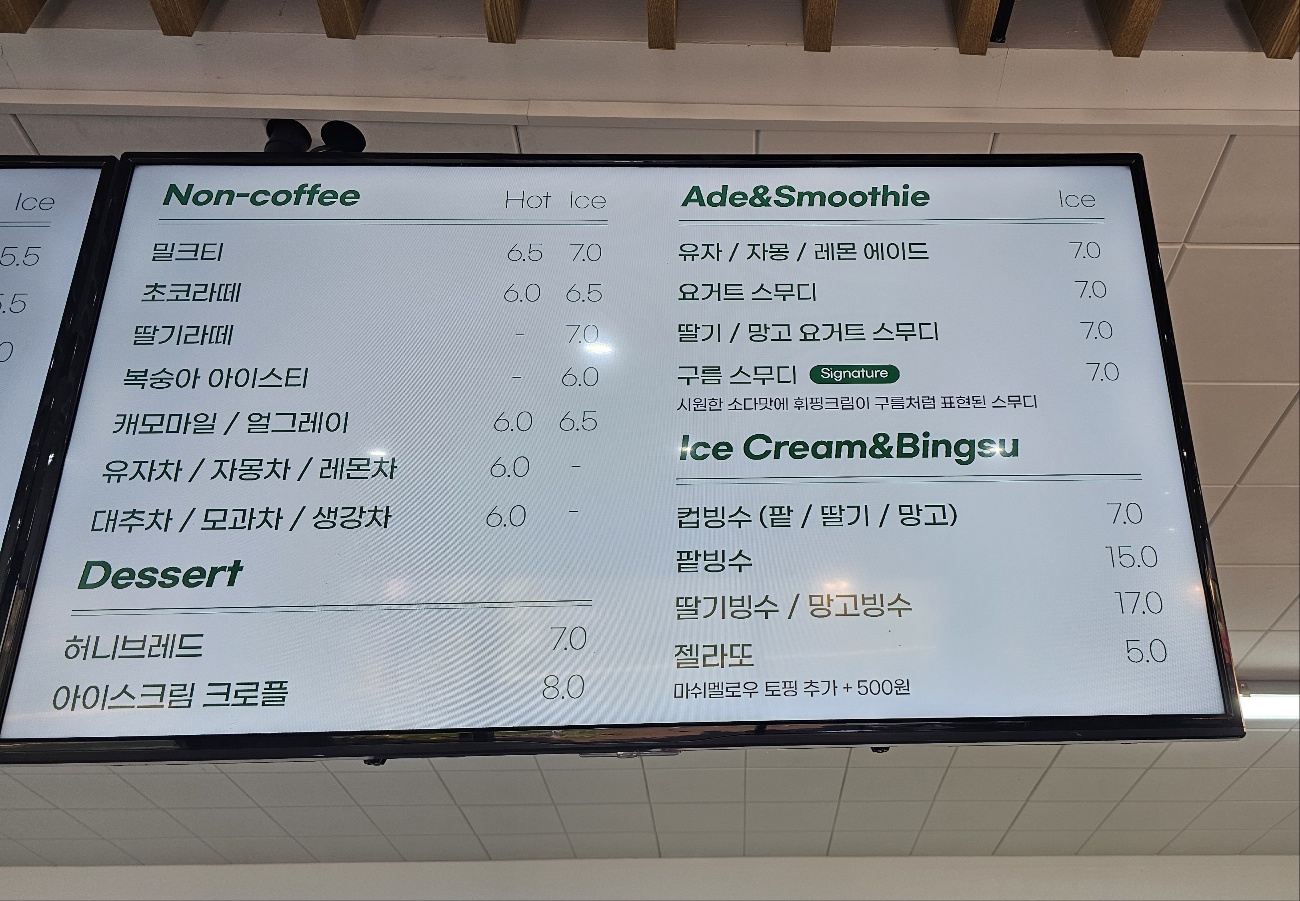 Ice
5.5
5.5
0
Non-coffee Hot Ice
밀크티 6.5 7.0
초코라떼 6.0 6.5
딸기라떼 - 7.0
복숭아 아이스티 - 6.0
캐모마일 / 얼그레이 6.0 6.5
유자차 / 자몽차 / 레몬차 6.0 -
대추차 / 모과차 / 생강차 6.0 -
Dessert
허니브레드 7.0
아이스크림 크로플 8.0
Ade&Smoothie Ice
유자 / 자몽 / 레몬 에이드 7.0
요거트 스무디 7.0
딸기 / 망고 요거트 스무디 7.0
구름 스무디 Signature 7.0
시원한 소다맛에 휘핑크림이 구름처럼 표현된 스무디
Ice Cream&Bingsu
컵빙수 (팥 / 딸기 / 망고) 7.0
팥빙수 15.0
딸기빙수 / 망고빙수 17.0
젤라또 5.0
마쉬멜로우 토핑 추가 + 500원